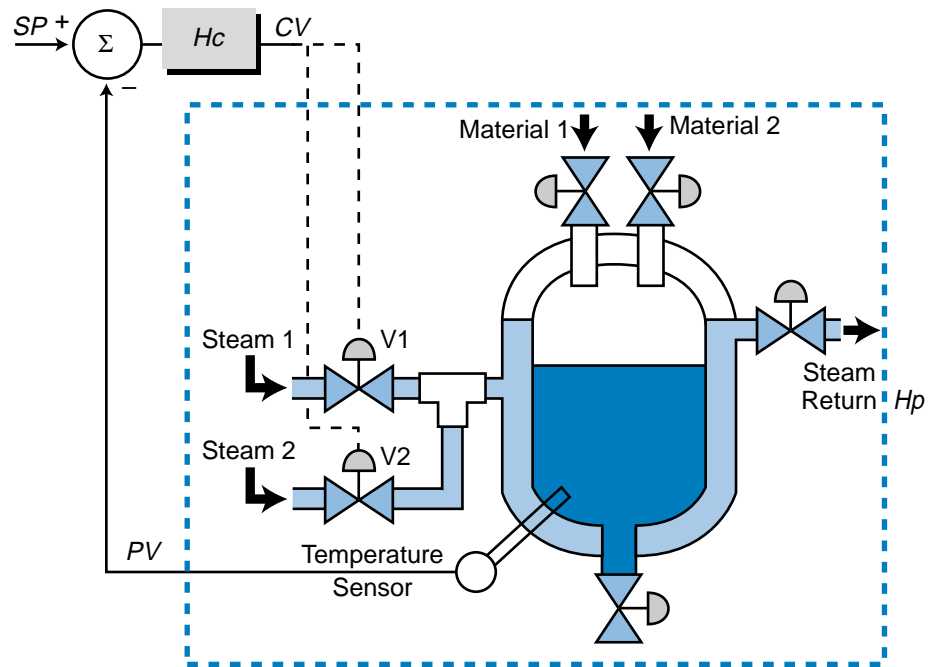 SP +
Σ
–
Hc
CV
Material 1
Material 2
Steam 1
V1
Steam
Return
Hp
Steam 2
V2
PV
Temperature
Sensor